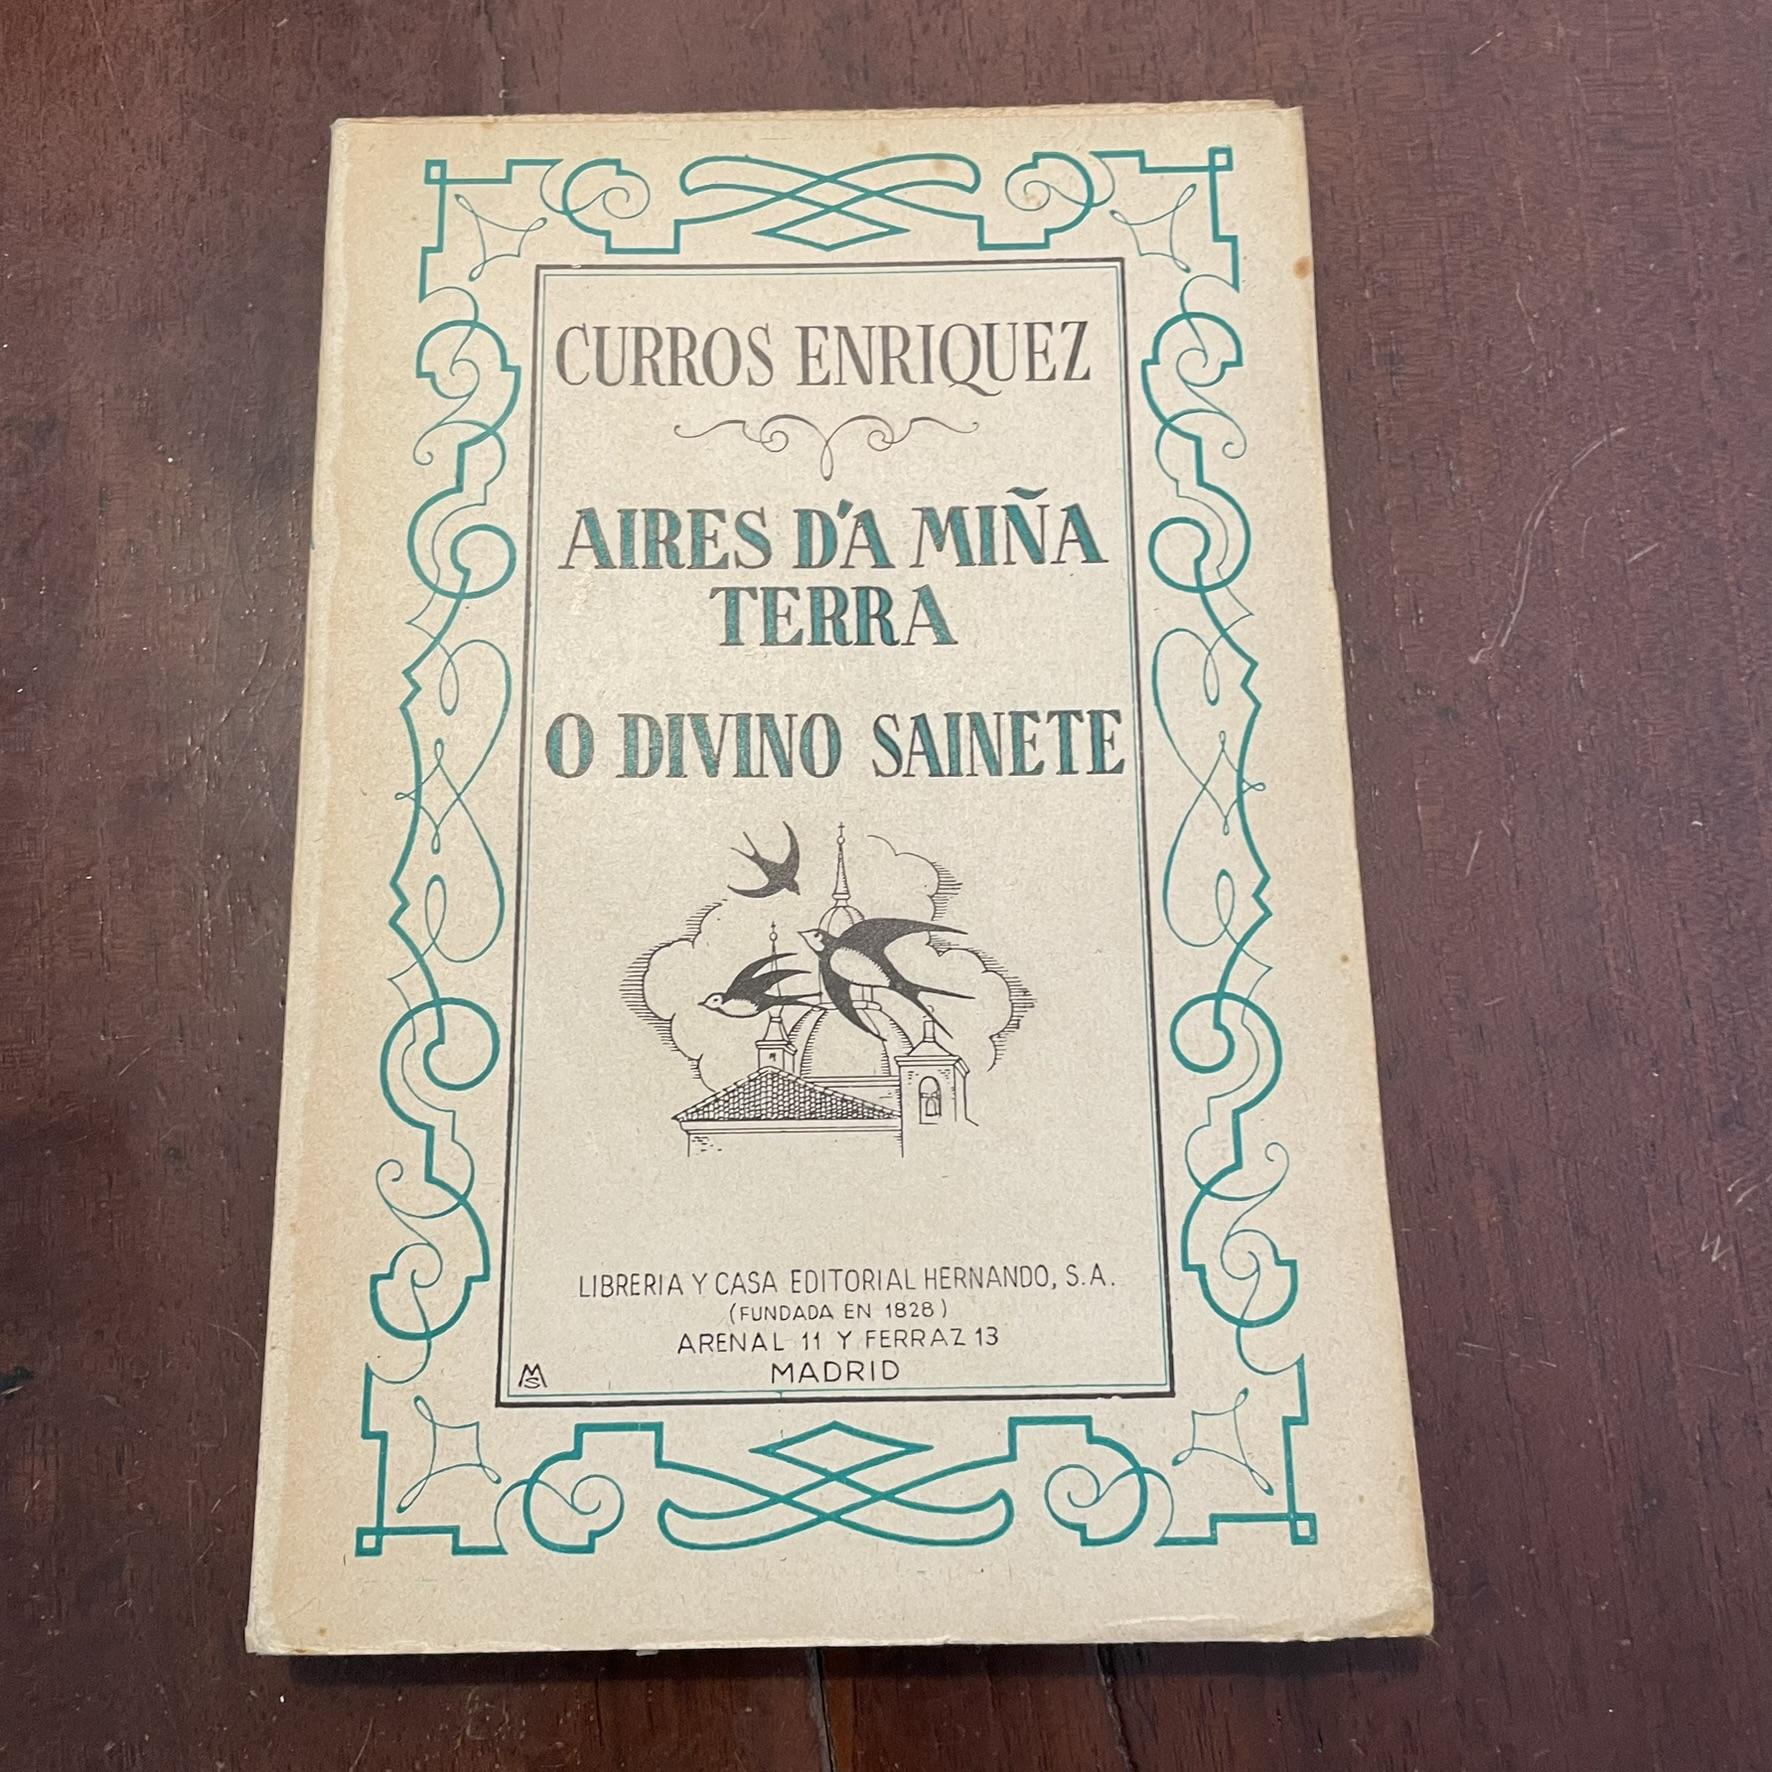 CURROS ENRIQUEZ
AIRES D'A MIÑA
TERRA
O DIVINO SAINETE
LIBRERIA Y CASA EDITORIAL HERNANDO, S.A.
(FUNDADA EN 1828)
ARENAL 11 Y FERRAZ 13
MADRID
MS